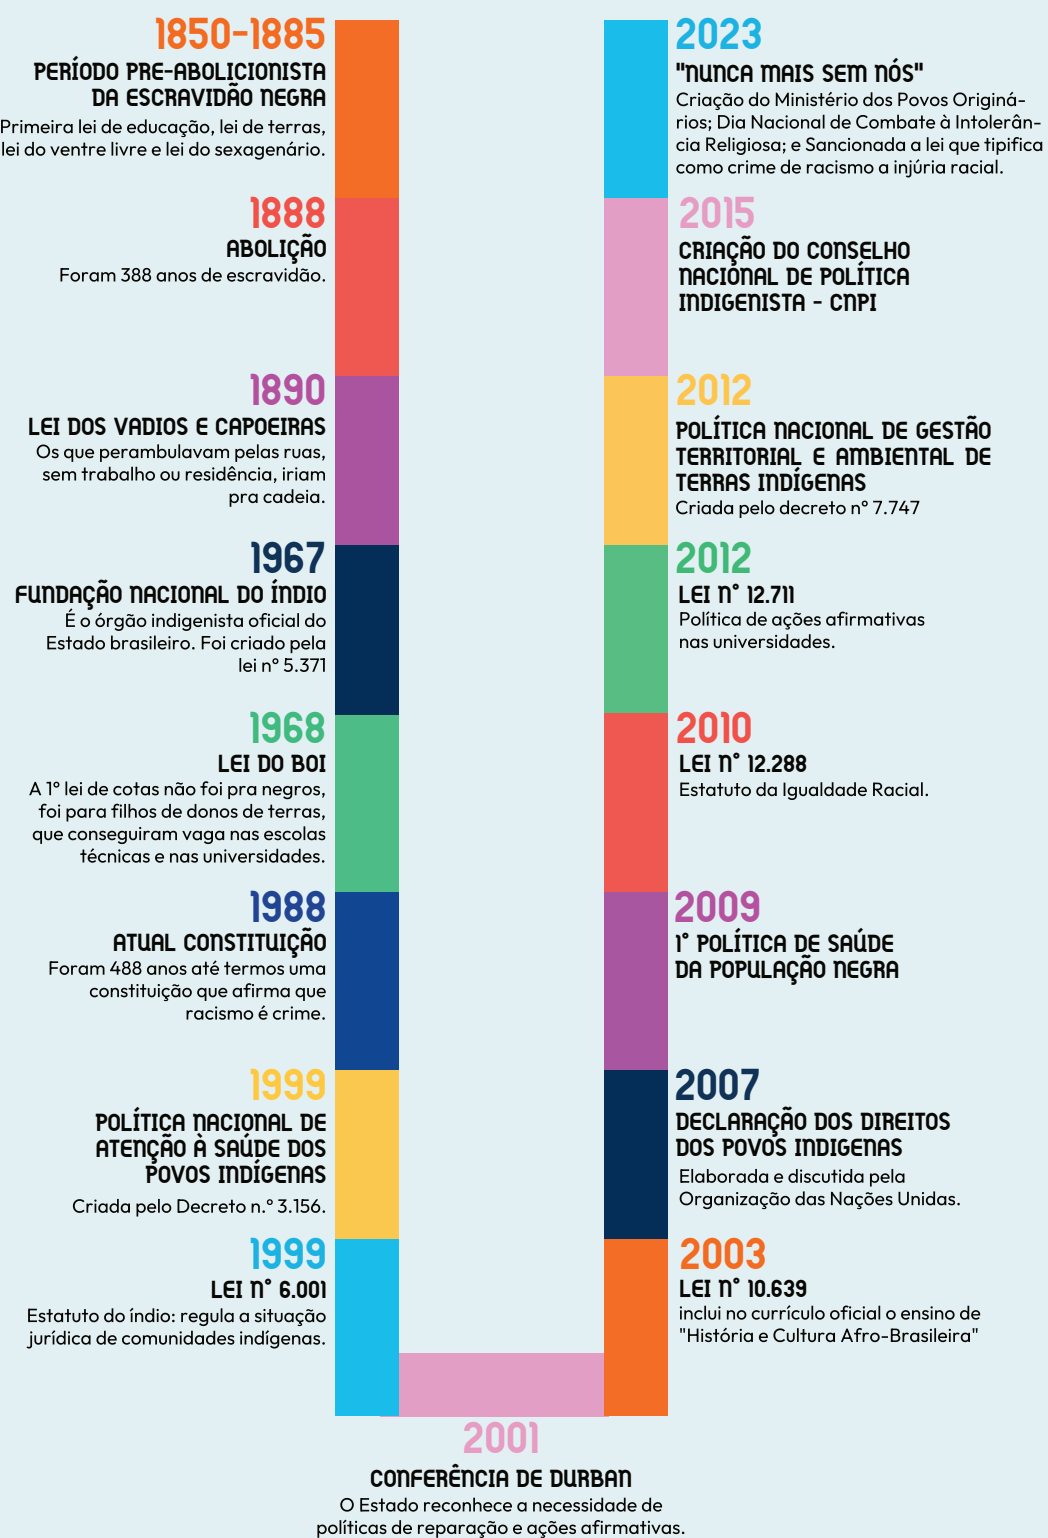 1850-1885
PERÍODO PRE-ABOLICIONISTA
DA ESCRAVIDÃO NEGRA
Primeira lei de educação, lei de terras,
lei do ventre livre e lei do sexagenário.
1888
ABOLIÇÃO
Foram 388 anos de escravidão.
1890
LEI DOS VADIOS E CAPOEIRAS
Os que perambulavam pelas ruas,
sem trabalho ou residência, iriam
pra cadeia.
1967
FUNDAÇÃO NACIONAL DO ÍNDIO
É o órgão indigenista oficial do
Estado brasileiro. Foi criado pela
lei nº 5.371
1968
LEI DO BOI
A 1º lei de cotas não foi pra negros,
foi para filhos de donos de terras,
que conseguiram vaga nas escolas
técnicas e nas universidades.
1988
ATUAL CONSTITUIÇÃO
Foram 488 anos até termos uma
constituição que afirma que
racismo é crime.
1999
POLÍTICA NACIONAL DE
ATENÇÃO À SAÚDE DOS
POVOS INDÍGENAS
Criada pelo Decreto n.º 3.156.
1999
LEI N° 6.001
Estatuto do índio: regula a situação
jurídica de comunidades indígenas.
2001
CONFERÊNCIA DE DURBAN
O Estado reconhece a necessidade de
políticas de reparação e ações afirmativas.
2003
LEI N° 10.639
inclui no currículo oficial o ensino de
"História e Cultura Afro-Brasileira"
2007
DECLARAÇÃO DOS DIREITOS
DOS POVOS INDIGENAS
Elaborada e discutida pela
Organização das Nações Unidas.
2009
1° POLÍTICA DE SAÚDE
DA POPULAÇÃO NEGRA
2010
LEI N° 12.288
Estatuto da Igualdade Racial.
2012
LEI N° 12.711
Política de ações afirmativas
nas universidades.
2012
POLÍTICA NACIONAL DE GESTÃO
TERRITORIAL E AMBIENTAL DE
TERRAS INDÍGENAS
Criada pelo decreto nº 7.747
2015
CRIAÇÃO DO CONSELHO
NACIONAL DE POLÍTICA
INDIGENISTA - CNPI
2023
"NUNCA MAIS SEM NÓS"
Criação do Ministério dos Povos Originá-
rios; Dia Nacional de Combate à Intolerân-
cia Religiosa; e Sancionada a lei que tipifica
como crime de racismo a injúria racial.